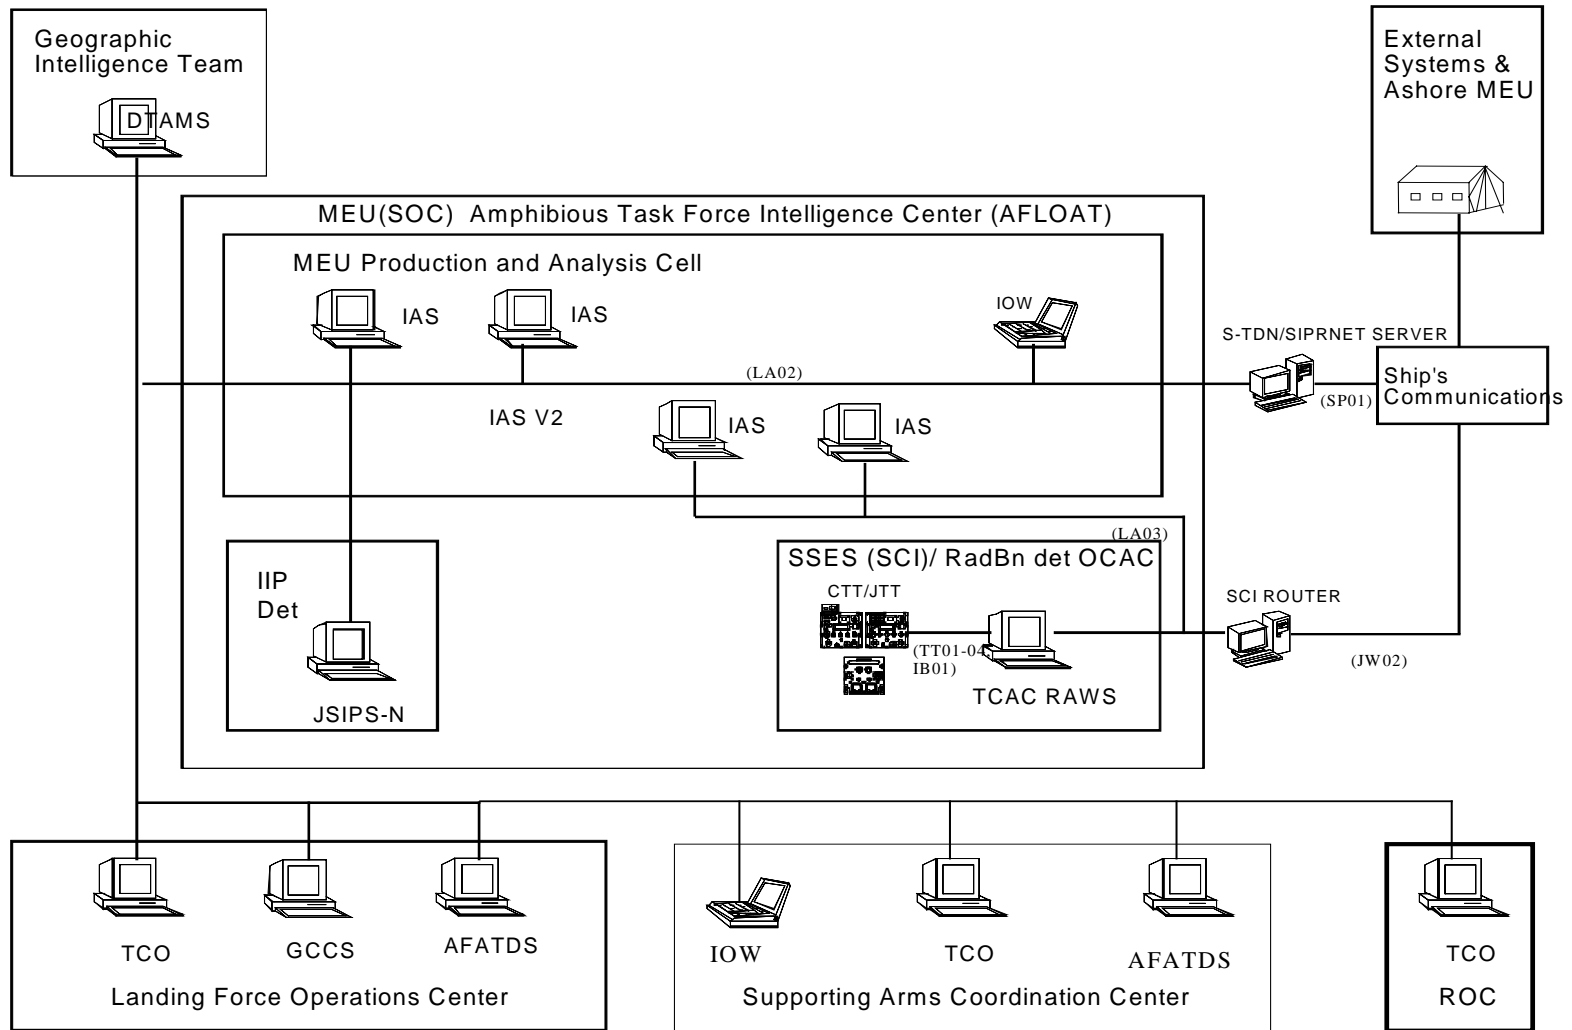 Geographic
Intelligence Team
DTAMS
External
Systems &
Ashore MEU
MEU(SOC) Amphibious Task Force Intelligence Center (AFLOAT)
MEU Production and Analysis Cell
IAS
IAS
IOW
S-TDN/SIPRNET SERVER
(LA02)
(SP01)
Ship's
Communications
IAS V2
IAS
IAS
(LA03)
IIP
Det
JSIPS-N
SSES (SCI)/ RadBn det OCAC
CTT/JTT
(TT01-04
IB01)
TCAC RAWS
SCI ROUTER
(JW02)
TCO
GCCS
AFATDS
Landing Force Operations Center
IOW
TCO
AFATDS
Supporting Arms Coordination Center
TCO
ROC